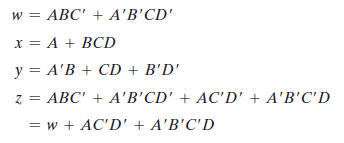 w = ABC' + A'B'CD'
x = A + BCD
y = A'B + CD + B'D'
z = ABC' + A'B'CD' + AC'D' + A'B'C'D
= w + AC'D' + A'B'C'D